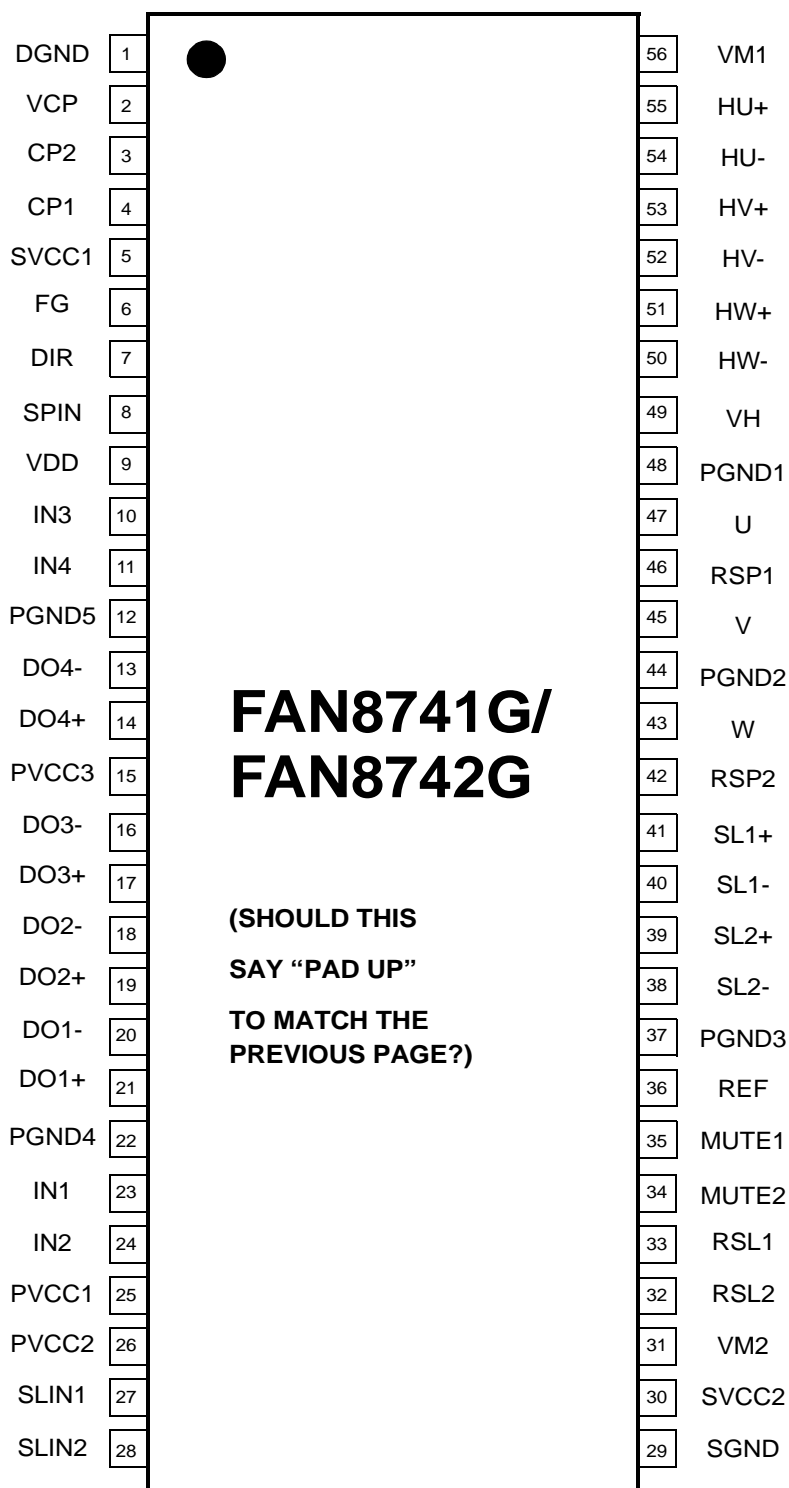 DGND 1 56 VM1
VCP 2 55 HU+
CP2 3 54 HU-
CP1 4 53 HV+
SVCC1 5 52 HV-
FG 6 51 HW+
DIR 7 50 HW-
SPIN 8 49 VH
VDD 9 48 PGND1
IN3 10 47 U
IN4 11 46 RSP1
PGND5 12 45 V
DO4- 13 44 PGND2
DO4+ 14 FAN8741G/ 43 W
PVCC3 15 FAN8742G 42 RSP2
DO3- 16 41 SL1+
DO3+ 17 40 SL1-
DO2- 18 (SHOULD THIS 39 SL2+
DO2+ 19 SAY “PAD UP” 38 SL2-
DO1- 20 TO MATCH THE 37 PGND3
PREVIOUS PAGE?)
DO1+ 21 36 REF
PGND4 22 35 MUTE1
IN1 23 34 MUTE2
IN2 24 33 RSL1
PVCC1 25 32 RSL2
PVCC2 26 31 VM2
SLIN1 27 30 SVCC2
SLIN2 28 29 SGND